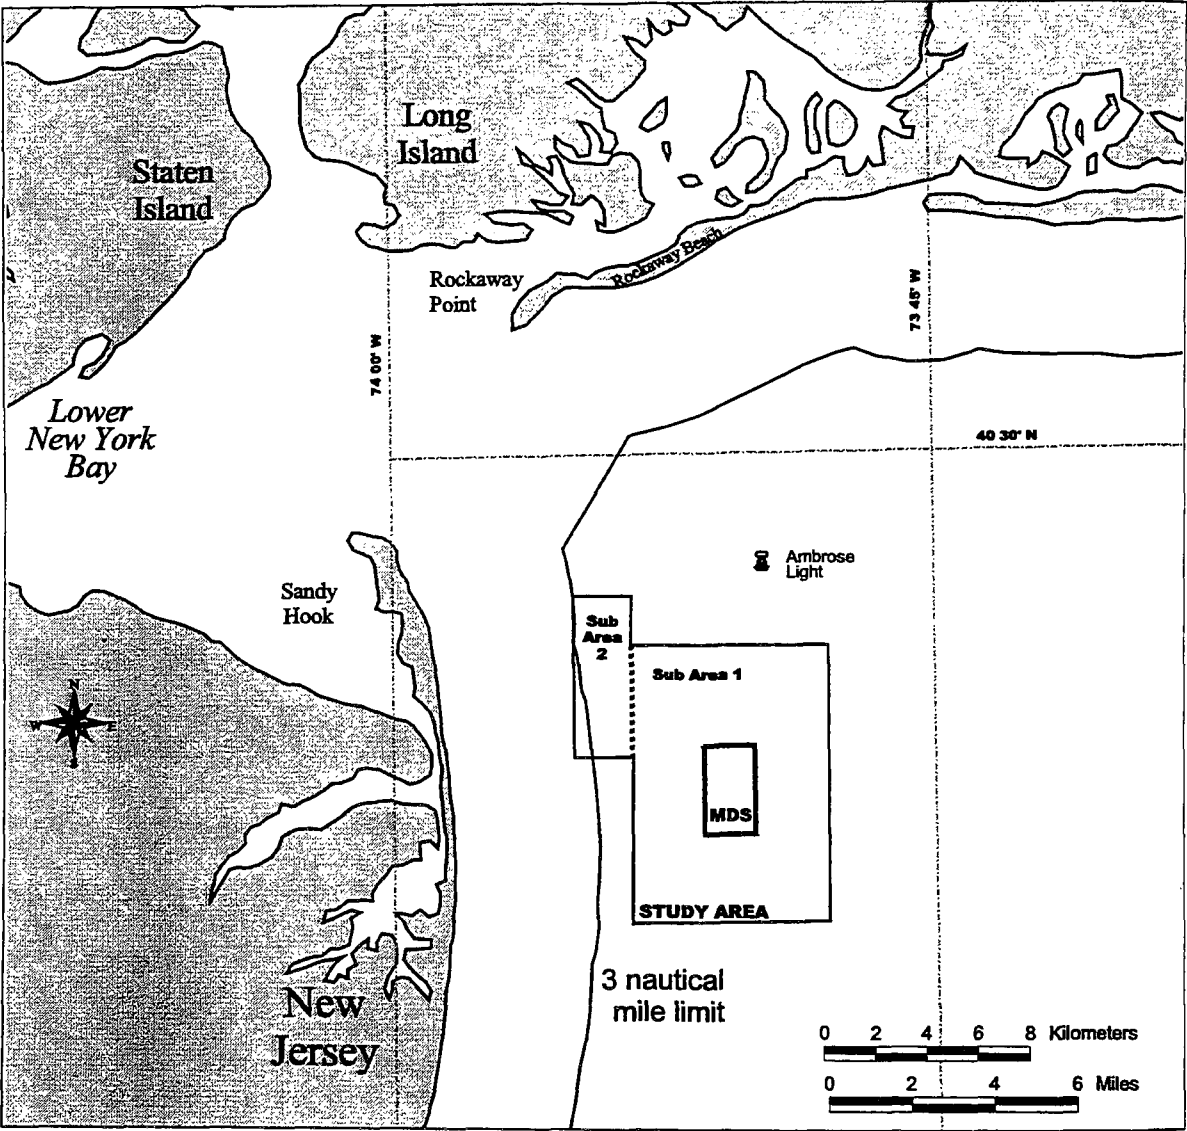 Long
Island
Staten
Island
Rockaway Beach
Rockaway
Point
73 45' W
74 00' W
Lower
New York
Bay
40 30' N
Ambrose
Light
Sandy
Hook
Sub
Area
2
Sub Area 1
N
W
E
S
MDS
STUDY AREA
3 nautical
mile limit
New
Jersey
0 2 4 6 8 Kilometers
0 2 4 6 Miles